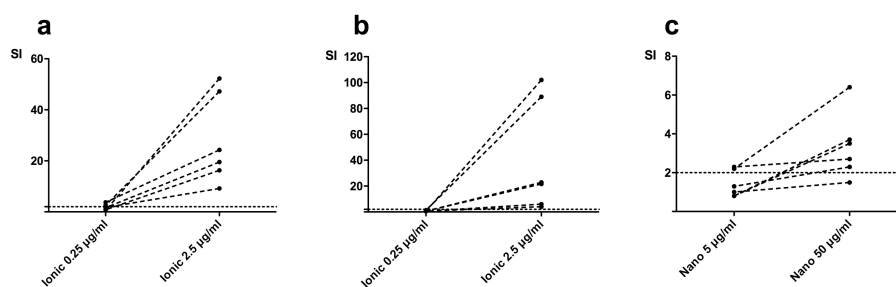 a
SI
60
40
20
Ionic 0.25 µg/ml
Ionic 2.5 µg/ml
b
SI
120
100
80
60
40
20
Ionic 0.25 µg/ml
Ionic 2.5 µg/ml
c
SI
8
6
4
2
Nano 5 µg/ml
Nano 50 µg/ml